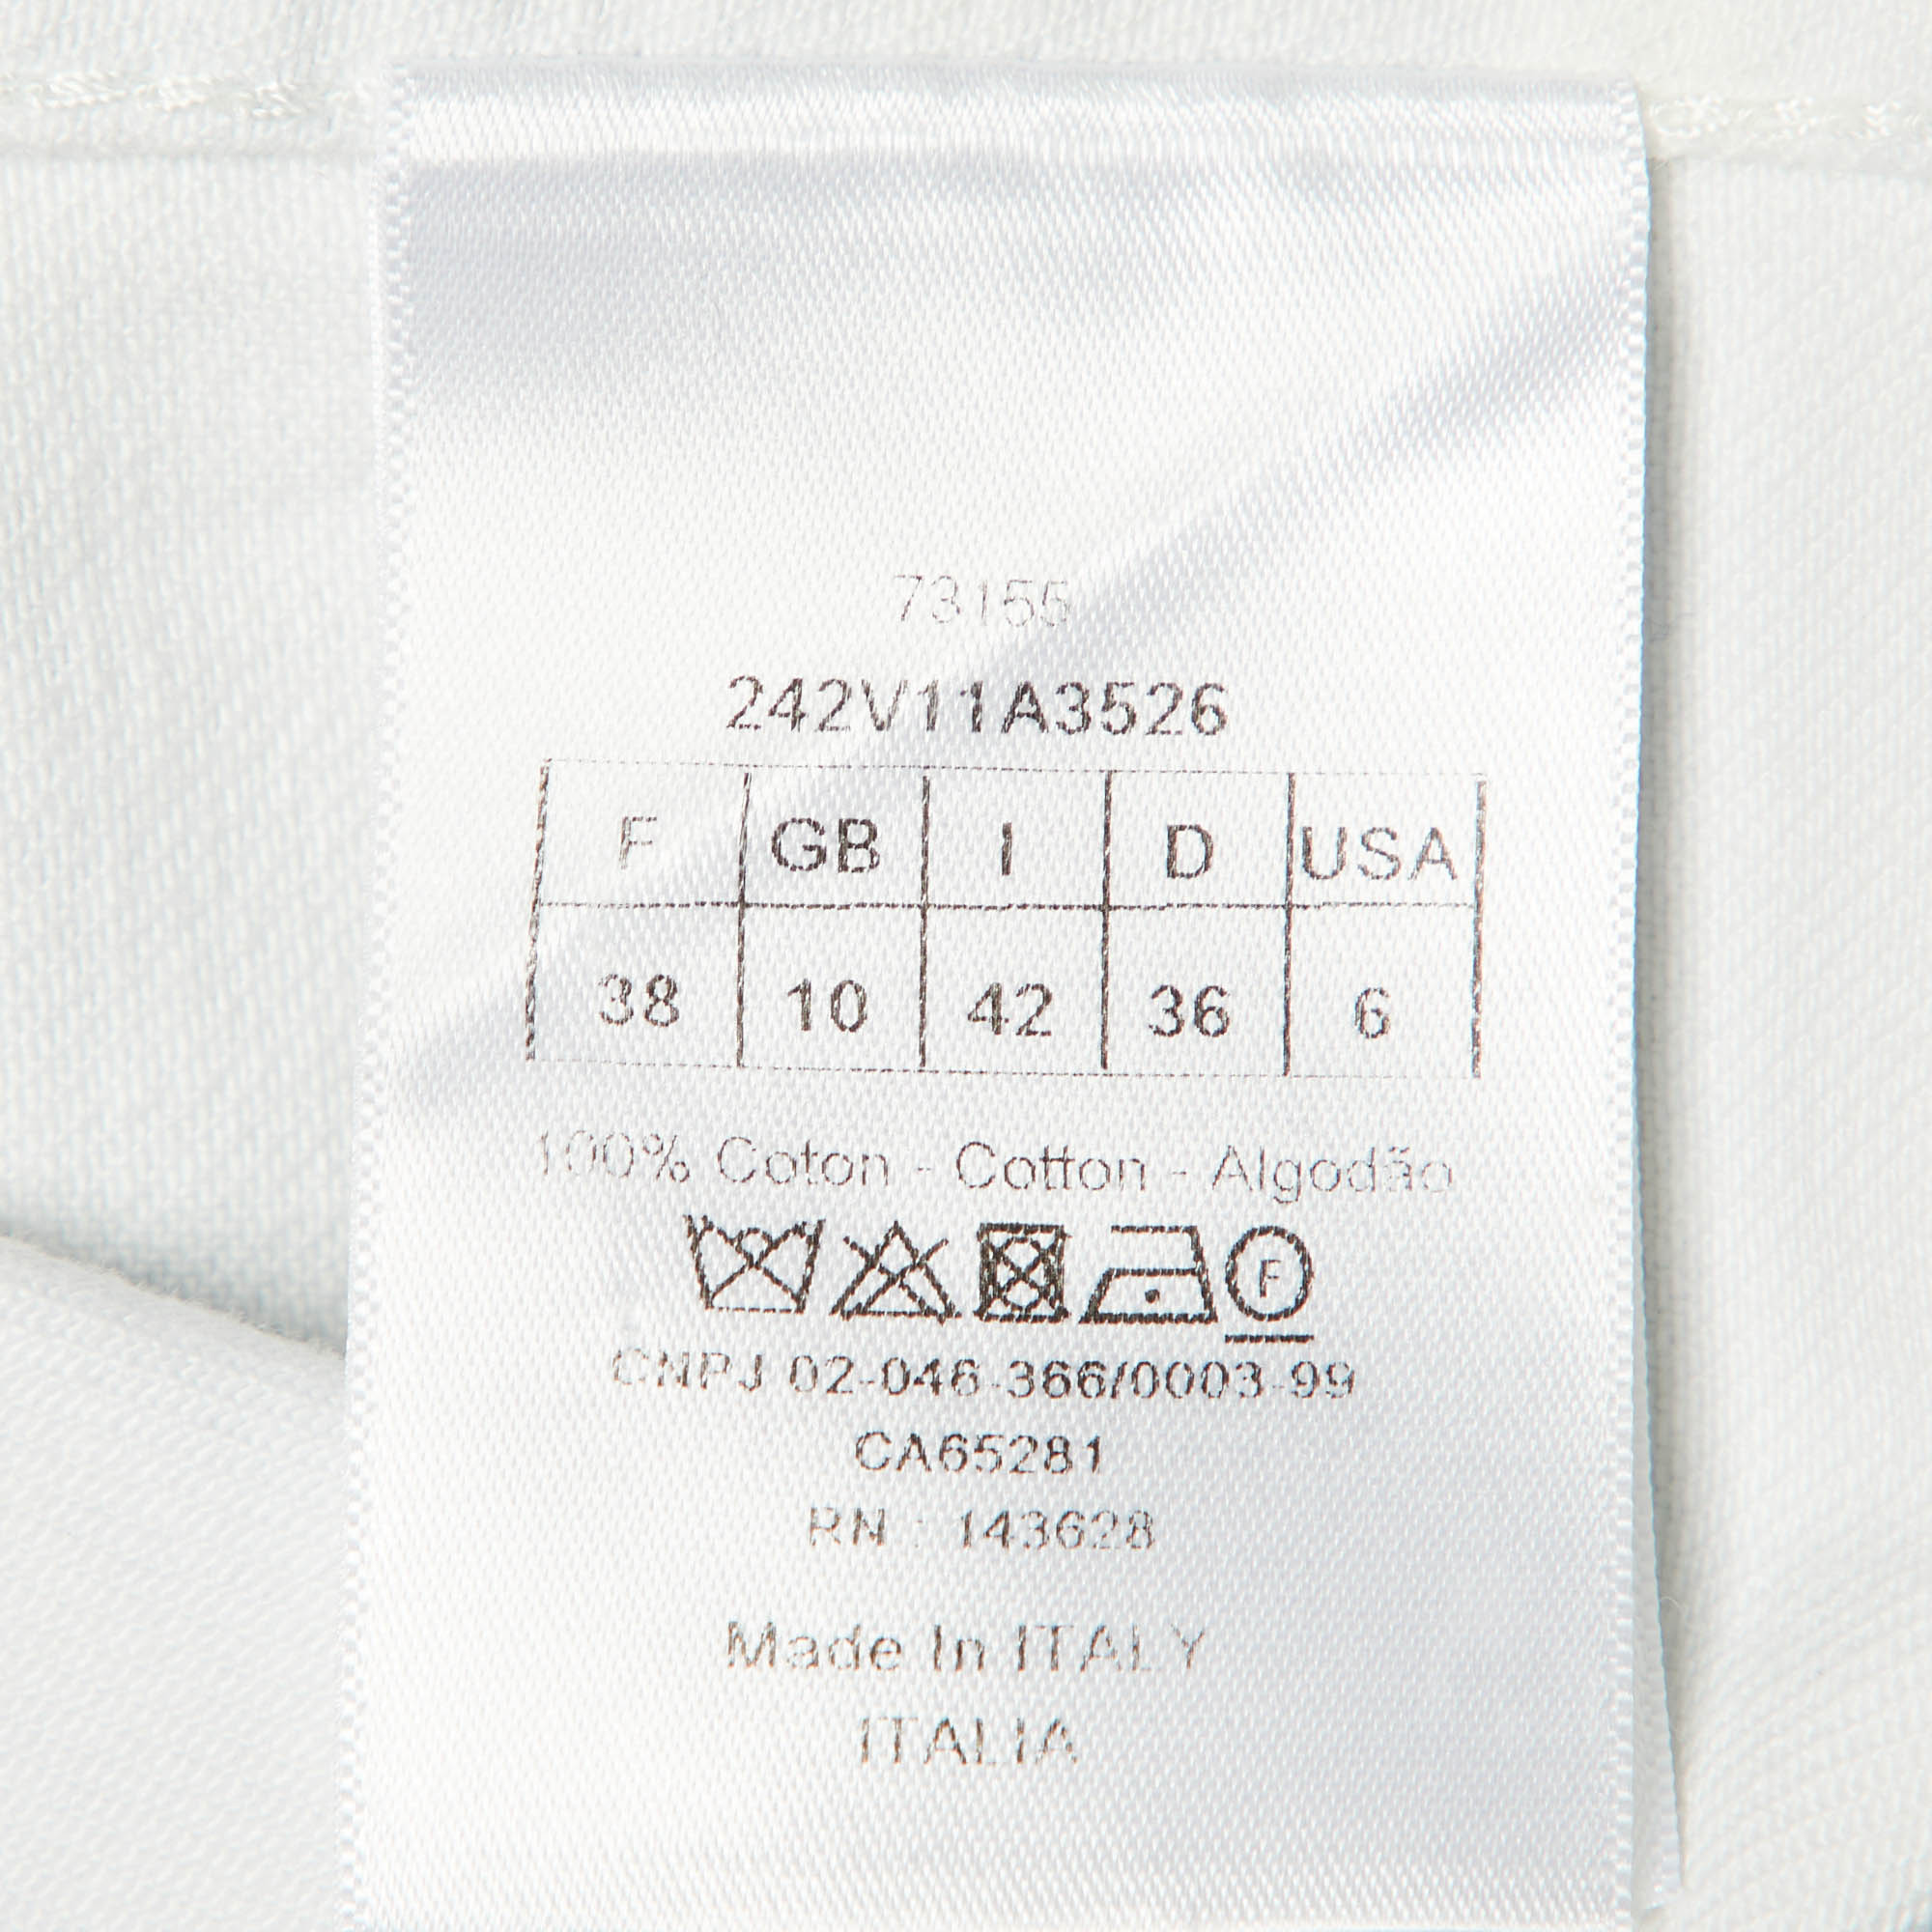 73155
242V11A3526
F GB I D USA
38 10 42 36 6
100% Coton - Cotton - Algodão
F
CNPJ 02-046-366/0003-99
CA65281
RN : 143628
Made In ITALY
ITALIA